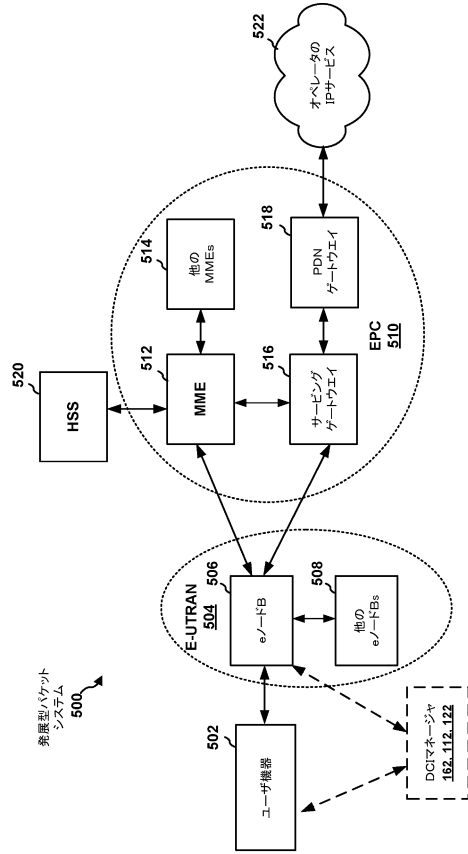 発展型パケット
システム
500
502
ユーザ機器
E-UTRAN
504
506
eノードB
508
他の
eノードBs
DCIマネージャ
162, 112, 122
520
HSS
512
MME
514
他の
MMEs
516
サービング
ゲートウェイ
518
PDN
ゲートウェイ
EPC
510
522
オペレータの
IPサービス